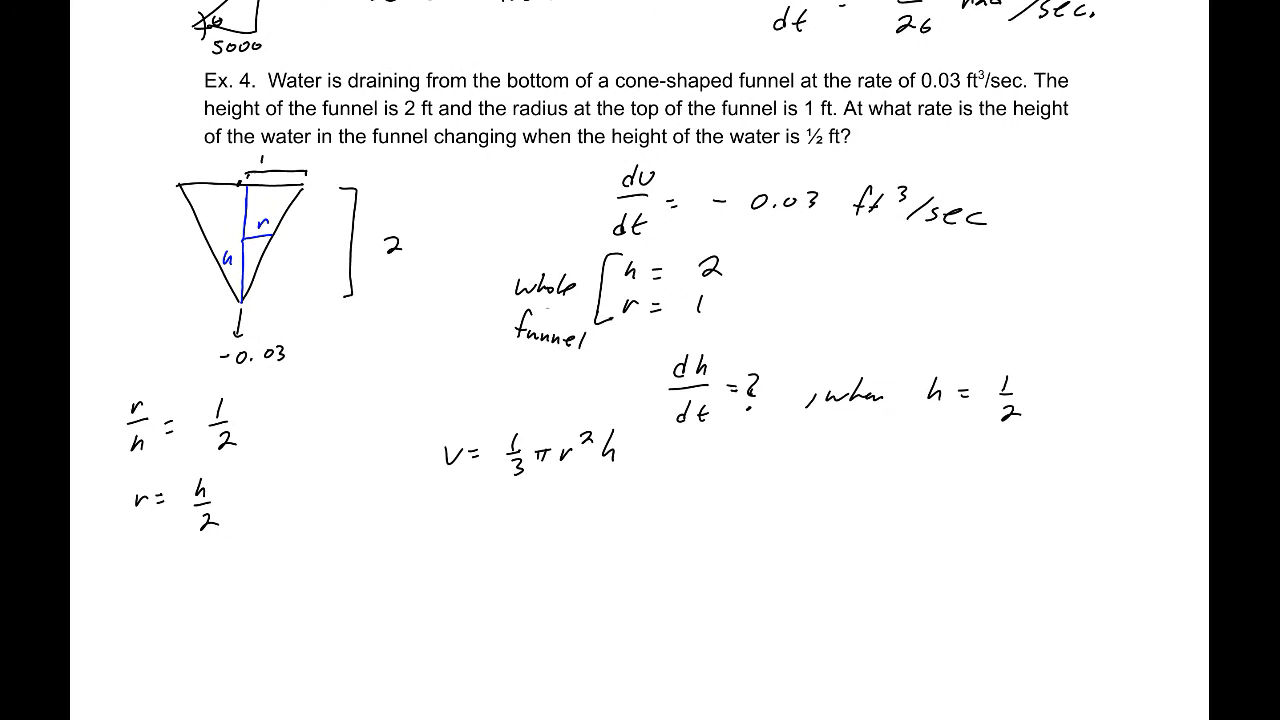 5000
dt
26
/sec.
Ex. 4. Water is draining from the bottom of a cone-shaped funnel at the rate of 0.03 ft³/sec. The
height of the funnel is 2 ft and the radius at the top of the funnel is 1 ft. At what rate is the height
of the water in the funnel changing when the height of the water is ½ ft?
1
r
h
2
-0.03
dv/dt = - 0.03 ft³/sec
whole funnel [ h = 2
r = 1
dh/dt = ? , when h = 1/2
r/h = 1/2
V = 1/3 π r² h
r = h/2